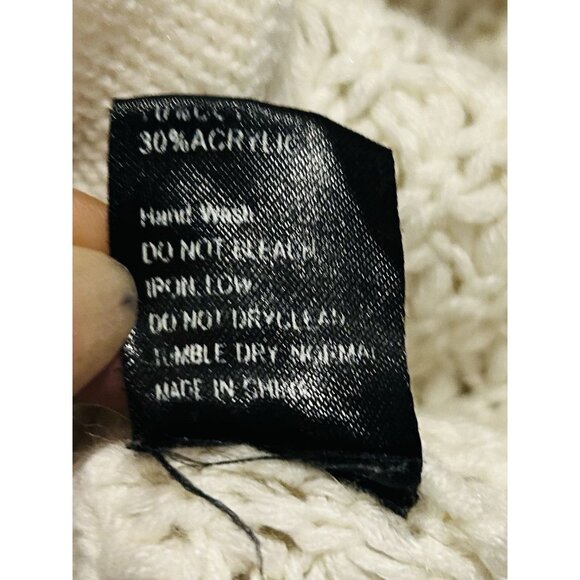 30%ACRYLIC
Hand Wash
DO NOT BLEACH
IRON LOW
DO NOT DRYCLEAN
TUMBLE DRY NORMAL
MADE IN CHINA